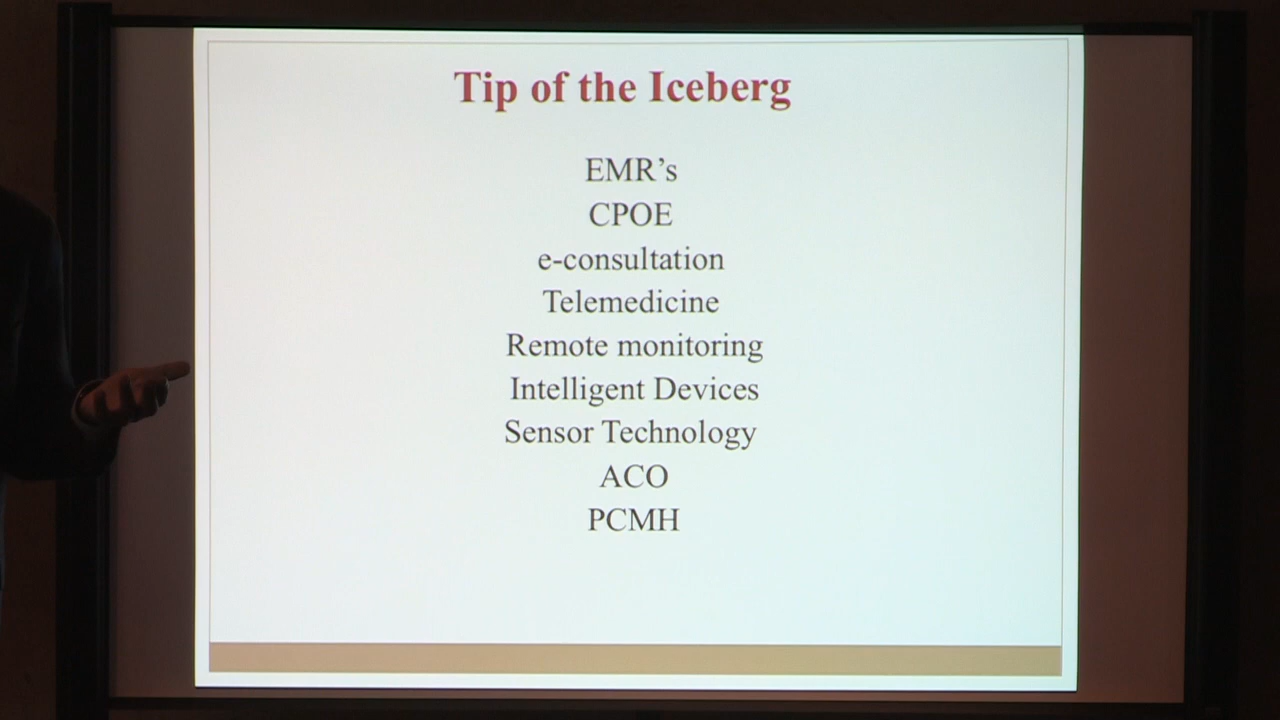 Tip of the Iceberg
EMR’s
CPOE
e-consultation
Telemedicine
Remote monitoring
Intelligent Devices
Sensor Technology
ACO
PCMH